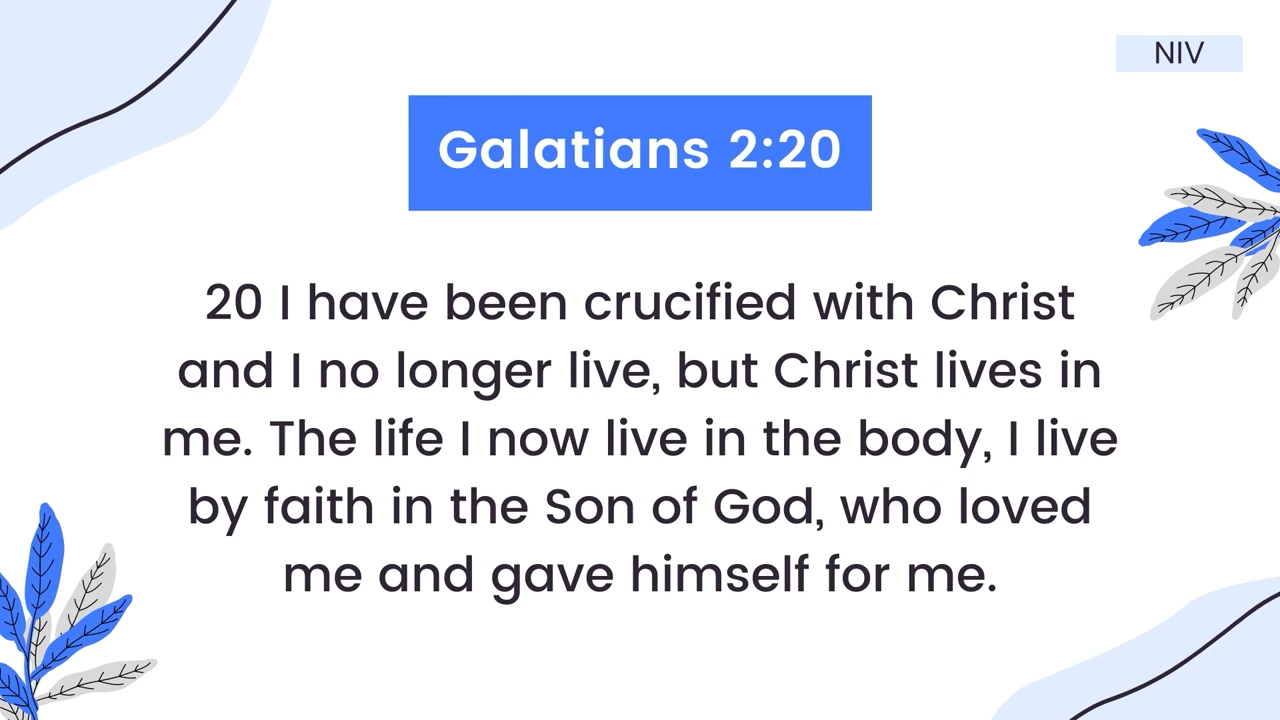 NIV
Galatians 2:20
20 I have been crucified with Christ
and I no longer live, but Christ lives in
me. The life I now live in the body, I live
by faith in the Son of God, who loved
me and gave himself for me.